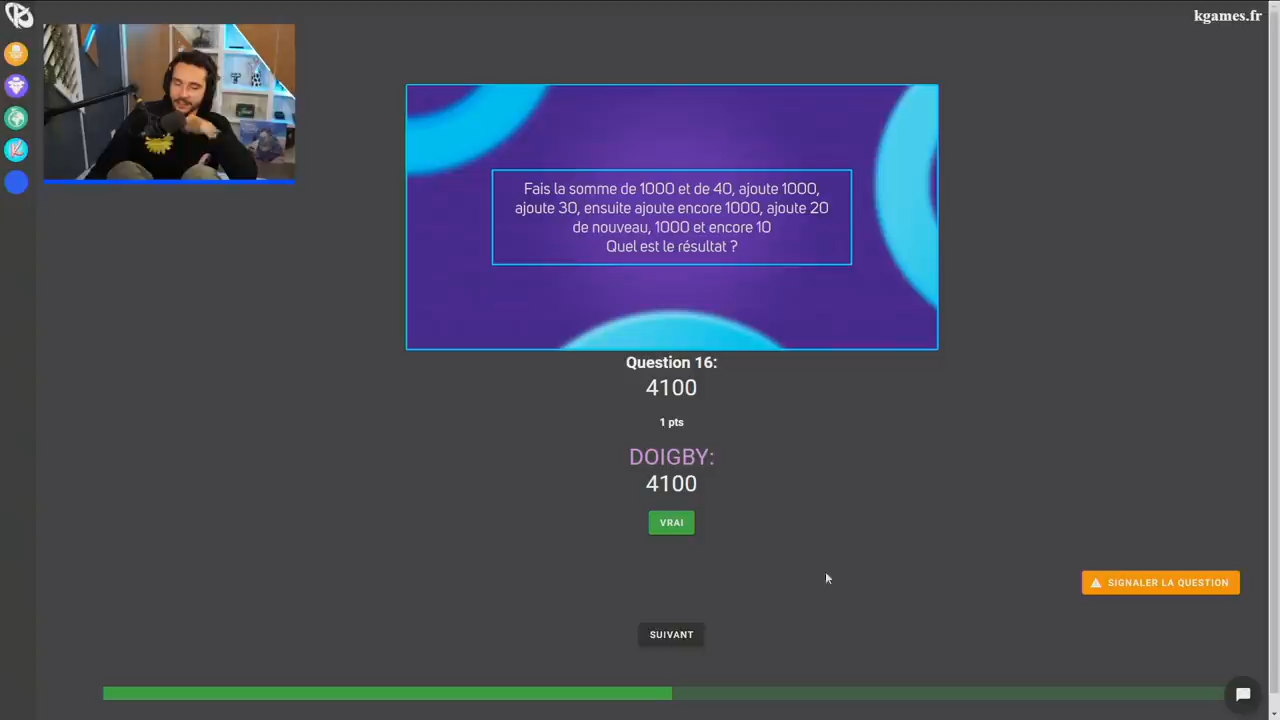 kgames.fr
Fais la somme de 1000 et de 40, ajoute 1000,
ajoute 30, ensuite ajoute encore 1000, ajoute 20
de nouveau, 1000 et encore 10
Quel est le résultat ?
Question 16:
4100
1 pts
DOIGBY:
4100
VRAI
SIGNALER LA QUESTION
SUIVANT